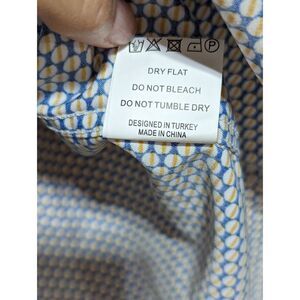 P
DRY FLAT
DO NOT BLEACH
DO NOT TUMBLE DRY
DESIGNED IN TURKEY
MADE IN CHINA